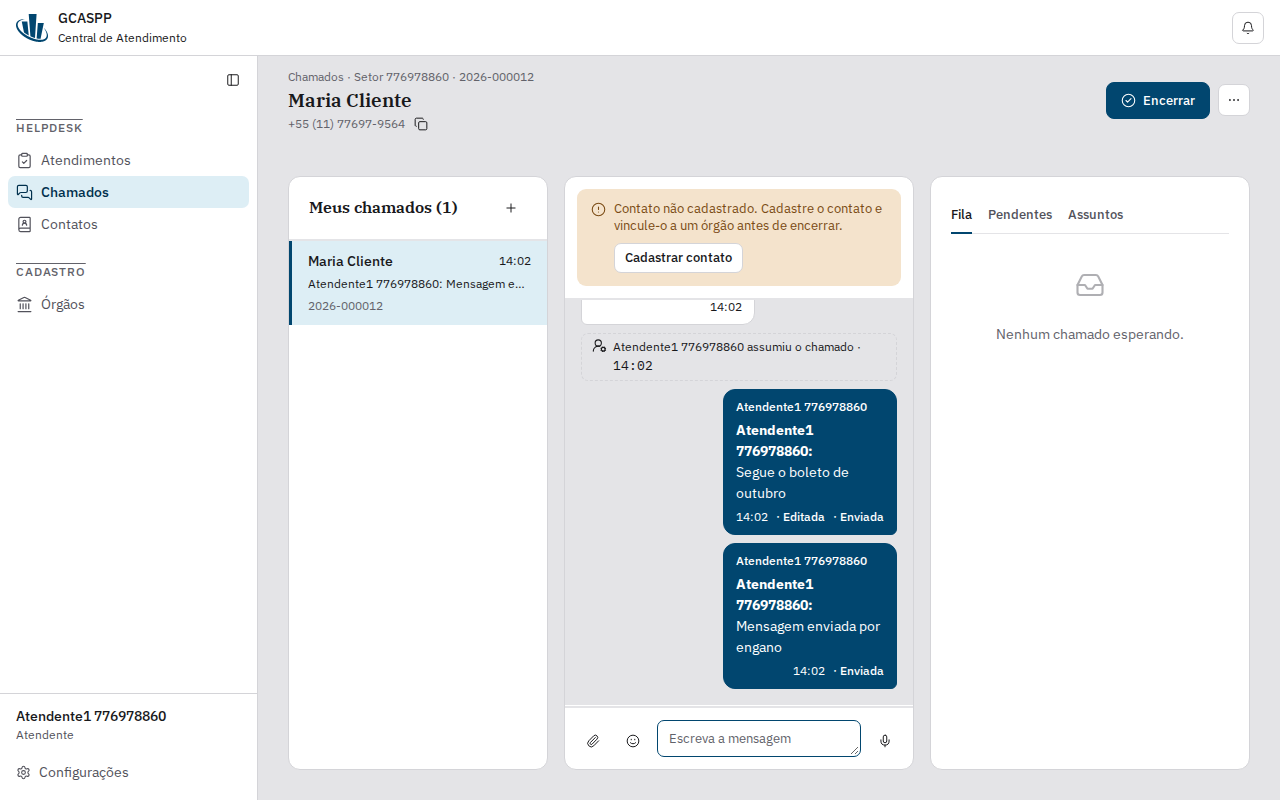 GCASPP
Central de Atendimento
HELPDESK
Atendimentos
Chamados
Contatos
CADASTRO
Órgãos
Atendente1 776978860
Atendente
Configurações
Chamados · Setor 776978860 · 2026-000012
Maria Cliente
+55 (11) 77697-9564
Encerrar
Meus chamados (1)
Maria Cliente 14:02
Atendente1 776978860: Mensagem e...
2026-000012
Contato não cadastrado. Cadastre o contato e
vincule-o a um órgão antes de encerrar.
Cadastrar contato
14:02
Atendente1 776978860 assumiu o chamado ·
14:02
Atendente1 776978860
Atendente1
776978860:
Segue o boleto de
outubro
14:02 · Editada · Enviada
Atendente1 776978860
Atendente1
776978860:
Mensagem enviada por
engano
14:02 · Enviada
Escreva a mensagem
Fila Pendentes Assuntos
Nenhum chamado esperando.